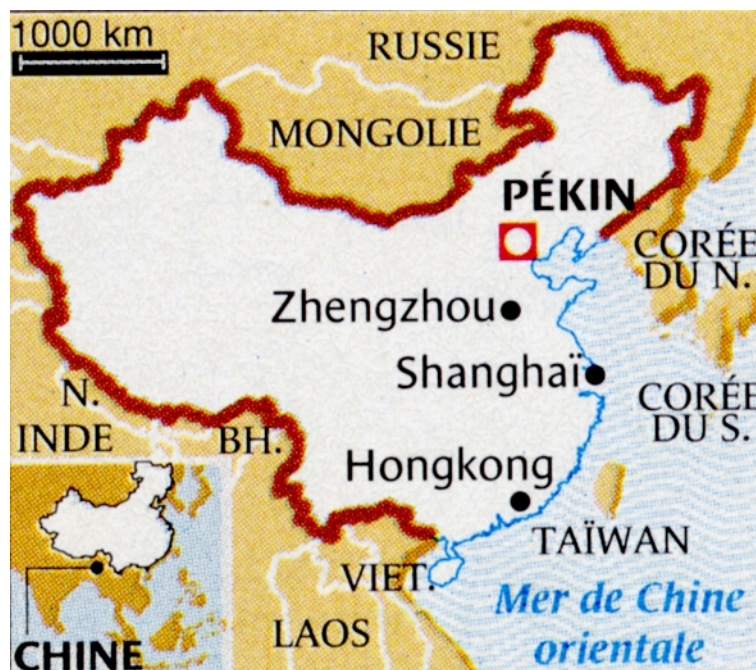 1000 km
RUSSIE
MONGOLIE
PÉKIN
CORÉE
DU N.
Zhengzhou
Shanghaï
CORÉE
DU S.
N.
INDE
BH.
Hongkong
TAÏWAN
VIET.
LAOS
Mer de Chine
orientale
CHINE